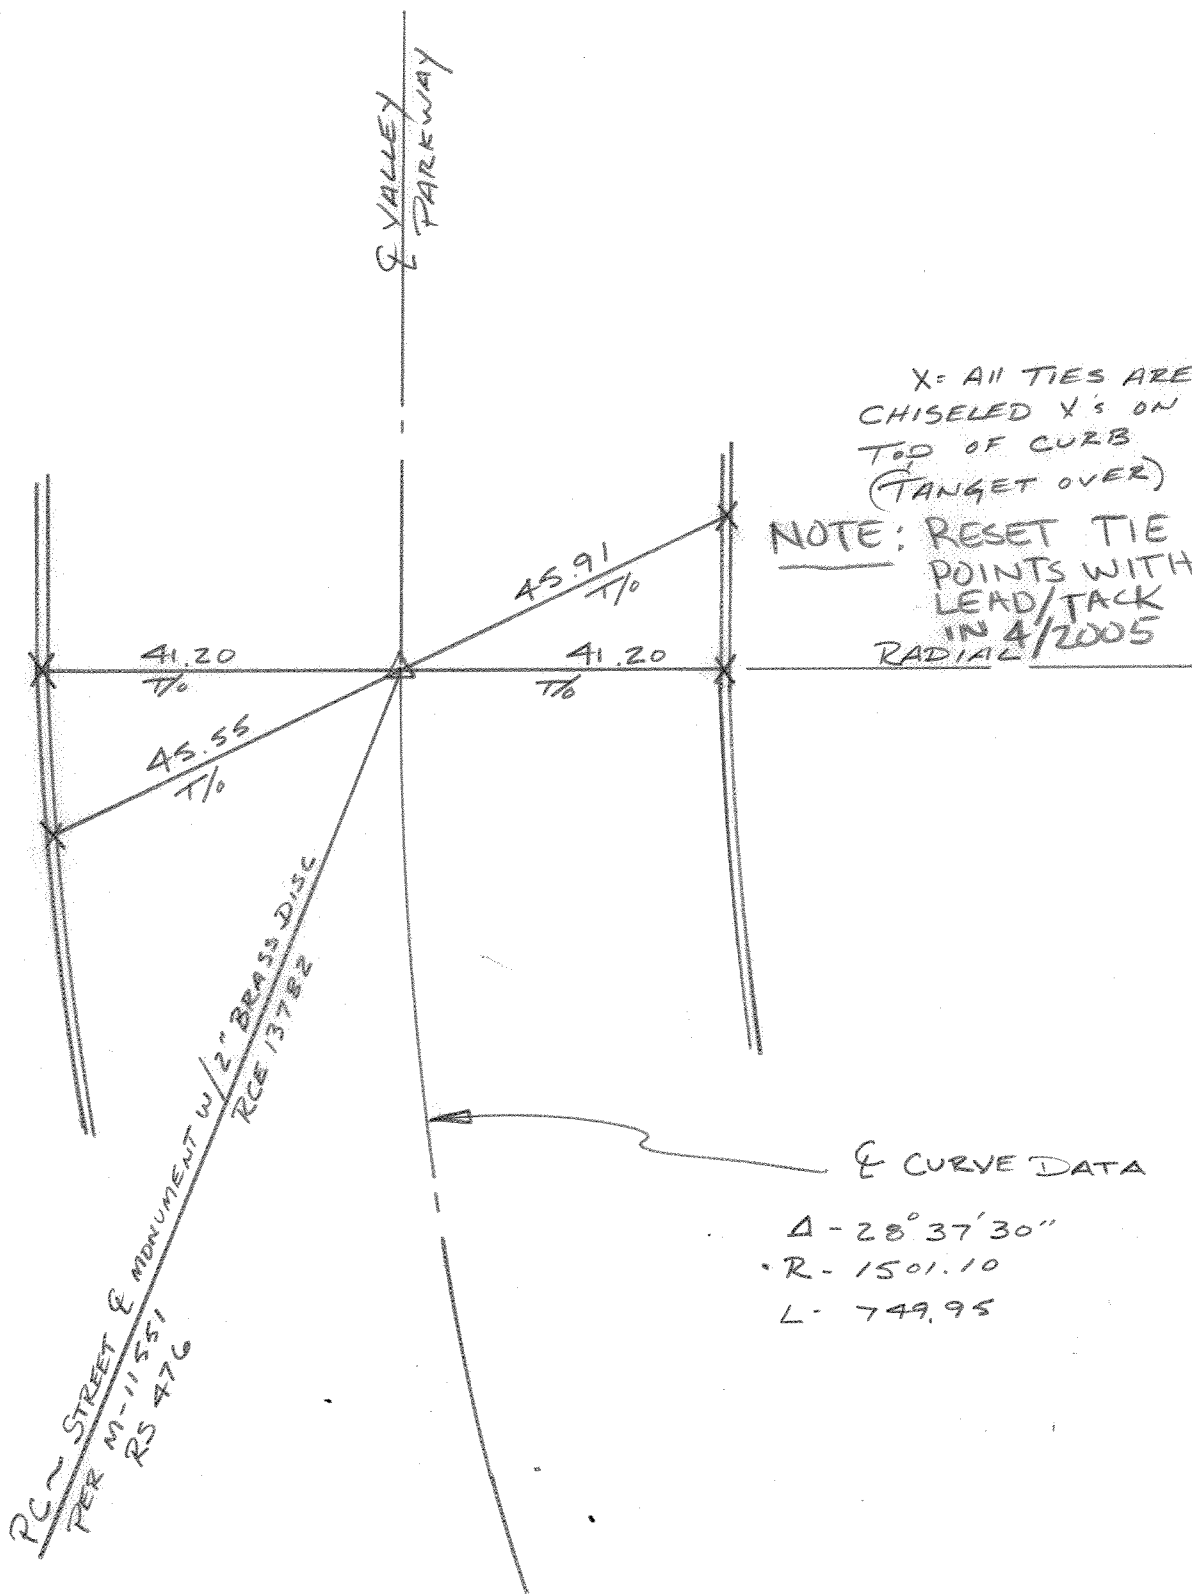 ℄ VALLEY
PARKWAY
X= All TIES ARE
CHISELED X's ON
TOP OF CURB
(TANGET OVER)
NOTE: RESET TIE
POINTS WITH
LEAD/TACK
IN 4/2005
RADIAL
45.91
T/o
41.20
T/o
41.20
T/o
45.55
T/o
PC ~ STREET ℄ MONUMENT W/2" BRASS DISC
PER M-11551
RS 476
RCE 13782
℄ CURVE DATA
Δ - 28°37'30"
R - 1501.10
L - 749.95